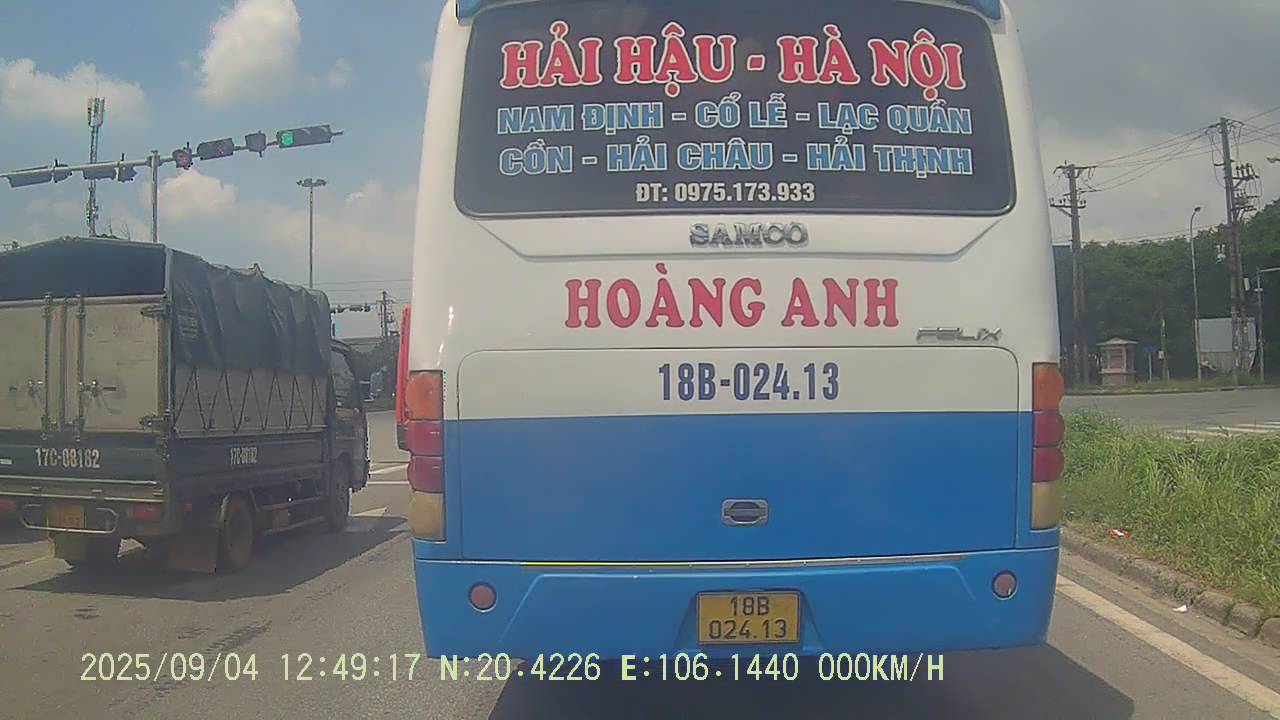 HẢI HẬU - HÀ NỘI
NAM ĐỊNH - CỔ LỄ - LẠC QUẦN
CỒN - HẢI CHÂU - HẢI THỊNH
ĐT: 0975.173.933
SAMCO
HOÀNG ANH
FELIX
18B-024.13
17C-08182
17C-08182
18B
024.13
2025/09/04 12:49:17 N:20.4226 E:106.1440 000KM/H